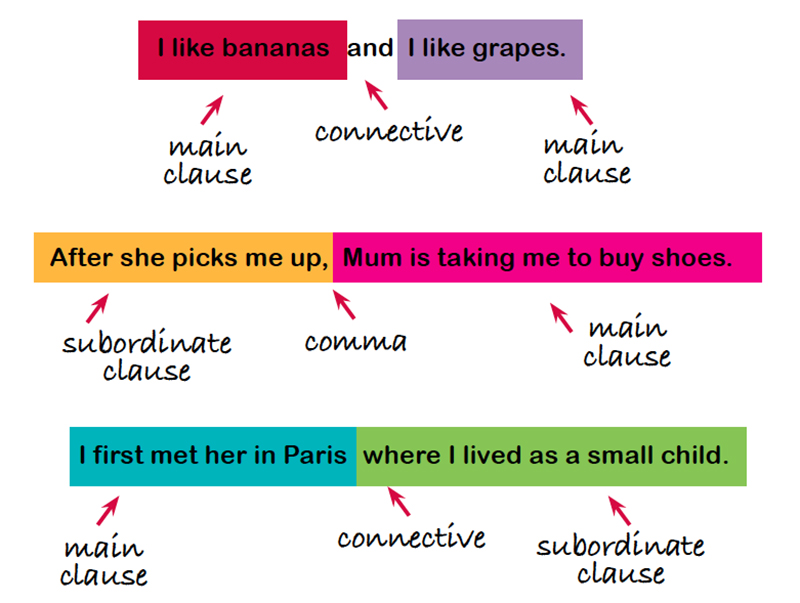 I like bananas and I like grapes.
main clause
connective
main clause
After she picks me up, Mum is taking me to buy shoes.
subordinate clause
comma
main clause
I first met her in Paris where I lived as a small child.
main clause
connective
subordinate clause